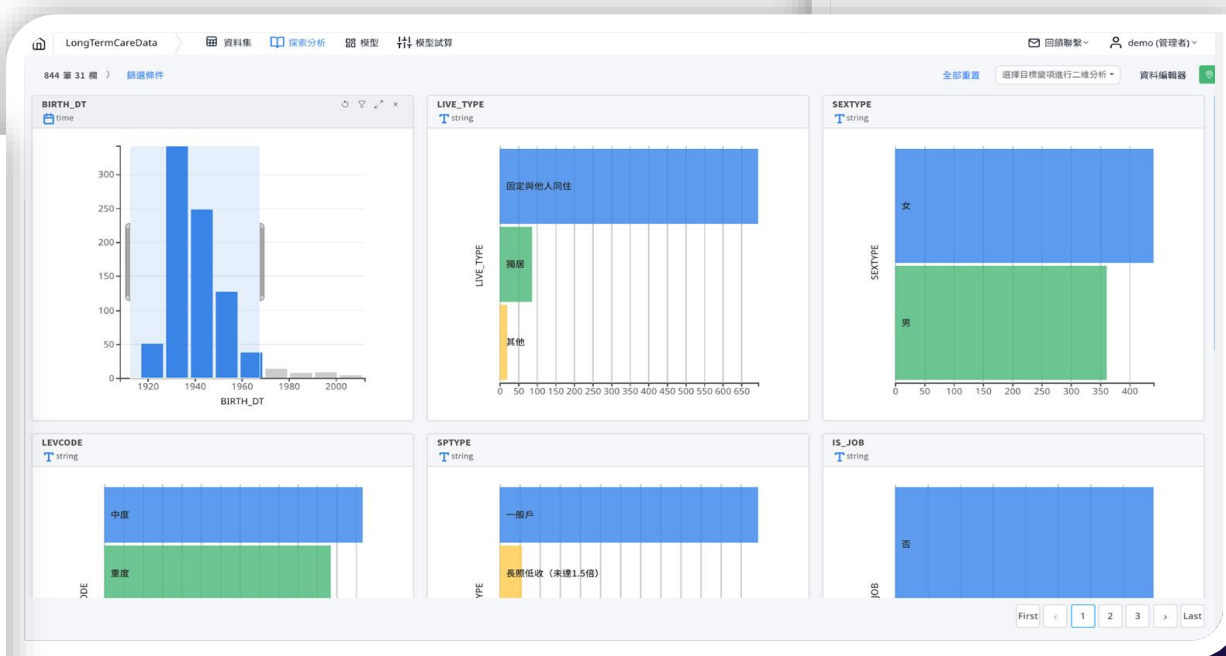 LongTermCareData 資料集 探索分析 模型 模型試算 回饋聯繫 demo (管理者)
844 筆 31 欄 〉 篩選條件 全部重置 選擇目標變項進行二維分析 資料編輯器
BIRTH_DT
time
300
250
200
150
100
50
0
1920 1940 1960 1980 2000
BIRTH_DT
LIVE_TYPE
string
LIVE_TYPE
固定與他人同住
獨居
其他
0 50 100 150 200 250 300 350 400 450 500 550 600 650
SEXTYPE
string
SEXTYPE
女
男
0 50 100 150 200 250 300 350 400
LEVCODE
string
中度
重度
ODE
SPTYPE
string
一般戶
長照低收（未達1.5倍）
YPE
IS_JOB
string
否
JOB
First ‹ 1 2 3 › Last